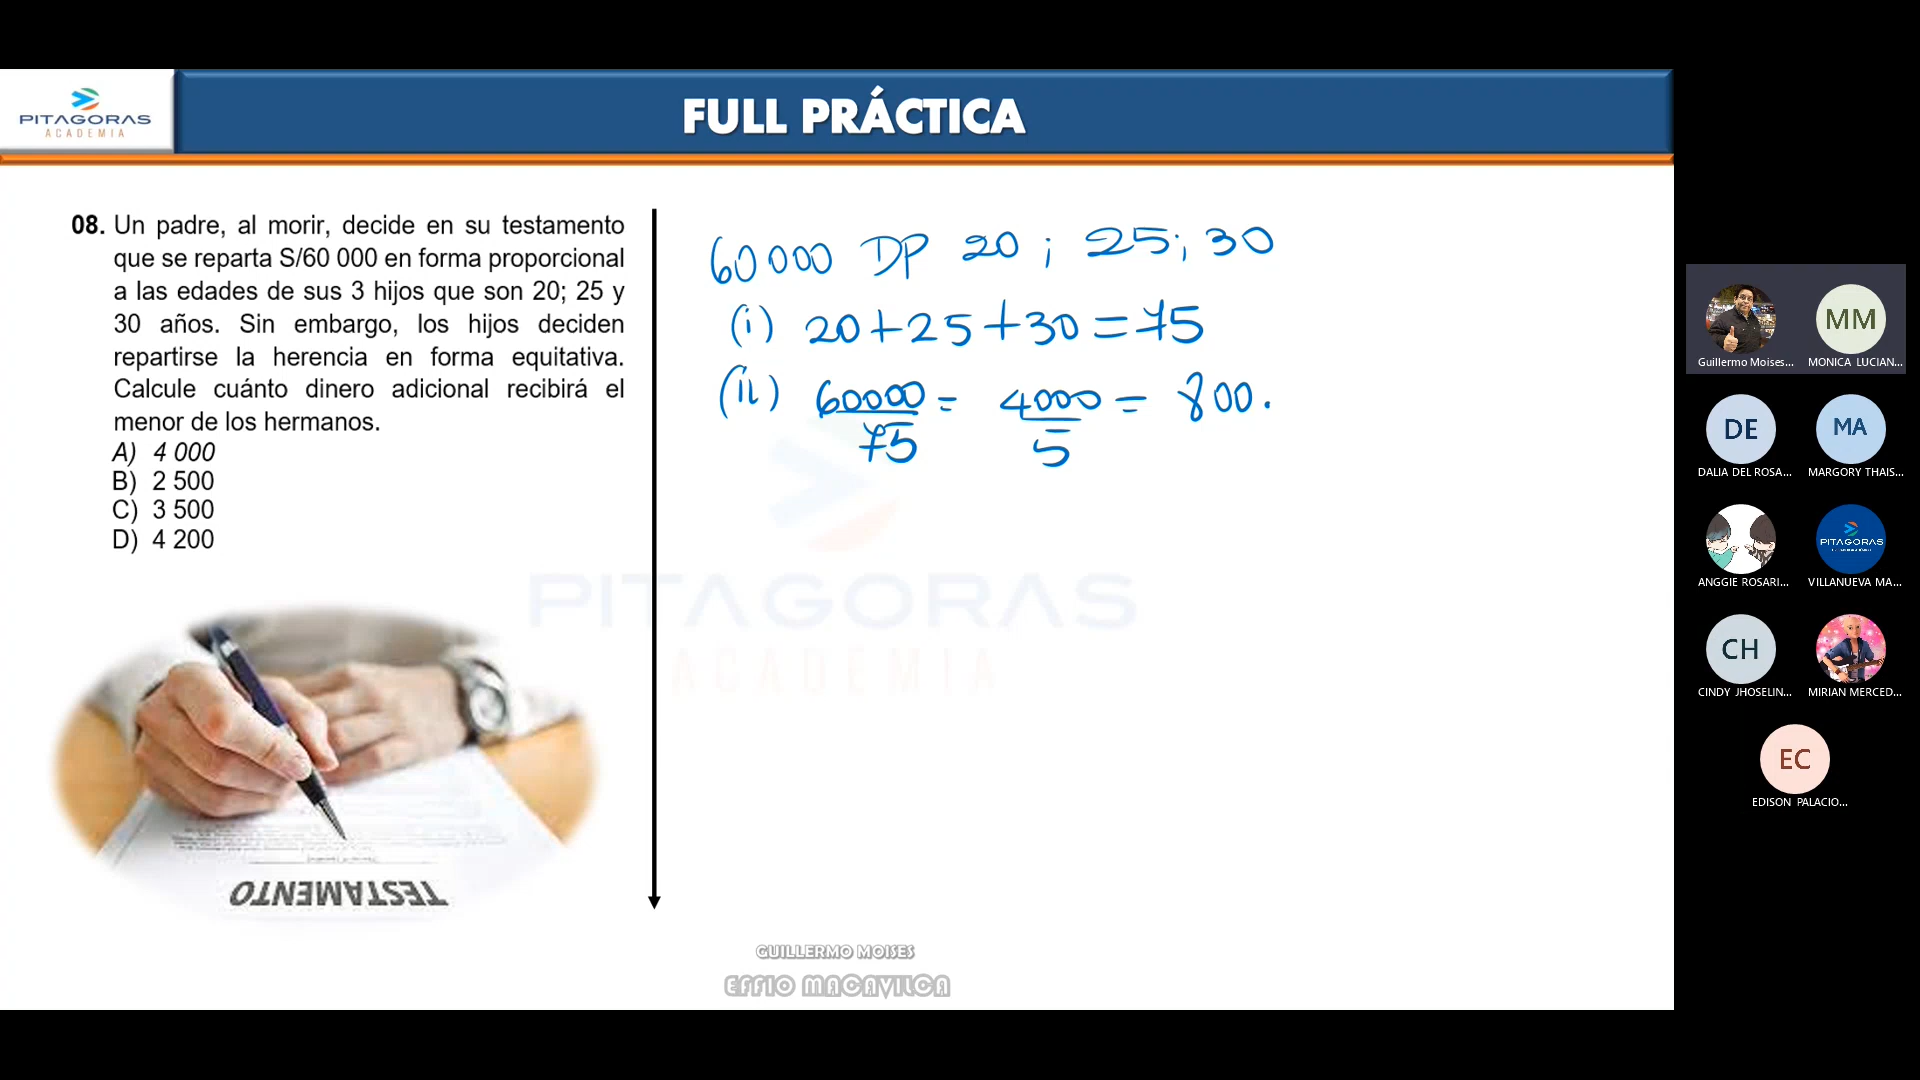 PITAGORAS
ACADEMIA
FULL PRÁCTICA
08. Un padre, al morir, decide en su testamento
que se reparta S/60 000 en forma proporcional
a las edades de sus 3 hijos que son 20; 25 y
30 años. Sin embargo, los hijos deciden
repartirse la herencia en forma equitativa.
Calcule cuánto dinero adicional recibirá el
menor de los hermanos.
A) 4 000
B) 2 500
C) 3 500
D) 4 200
TESTAMENTO
60000 DP 20 ; 25 ; 30
(i) 20+25+30=75
(ii) 60000/75 = 4000/5 = 800.
PITAGORAS
ACADEMIA
GUILLERMO MOISES
EFFIO MACAVILCA
Guillermo Moises...
MM
MONICA LUCIAN...
DE
DALIA DEL ROSA...
MA
MARGORY THAIS...
ANGGIE ROSARI...
PITAGORAS
VILLANUEVA MA...
CH
CINDY JHOSELIN...
MIRIAN MERCED...
EC
EDISON PALACIO...